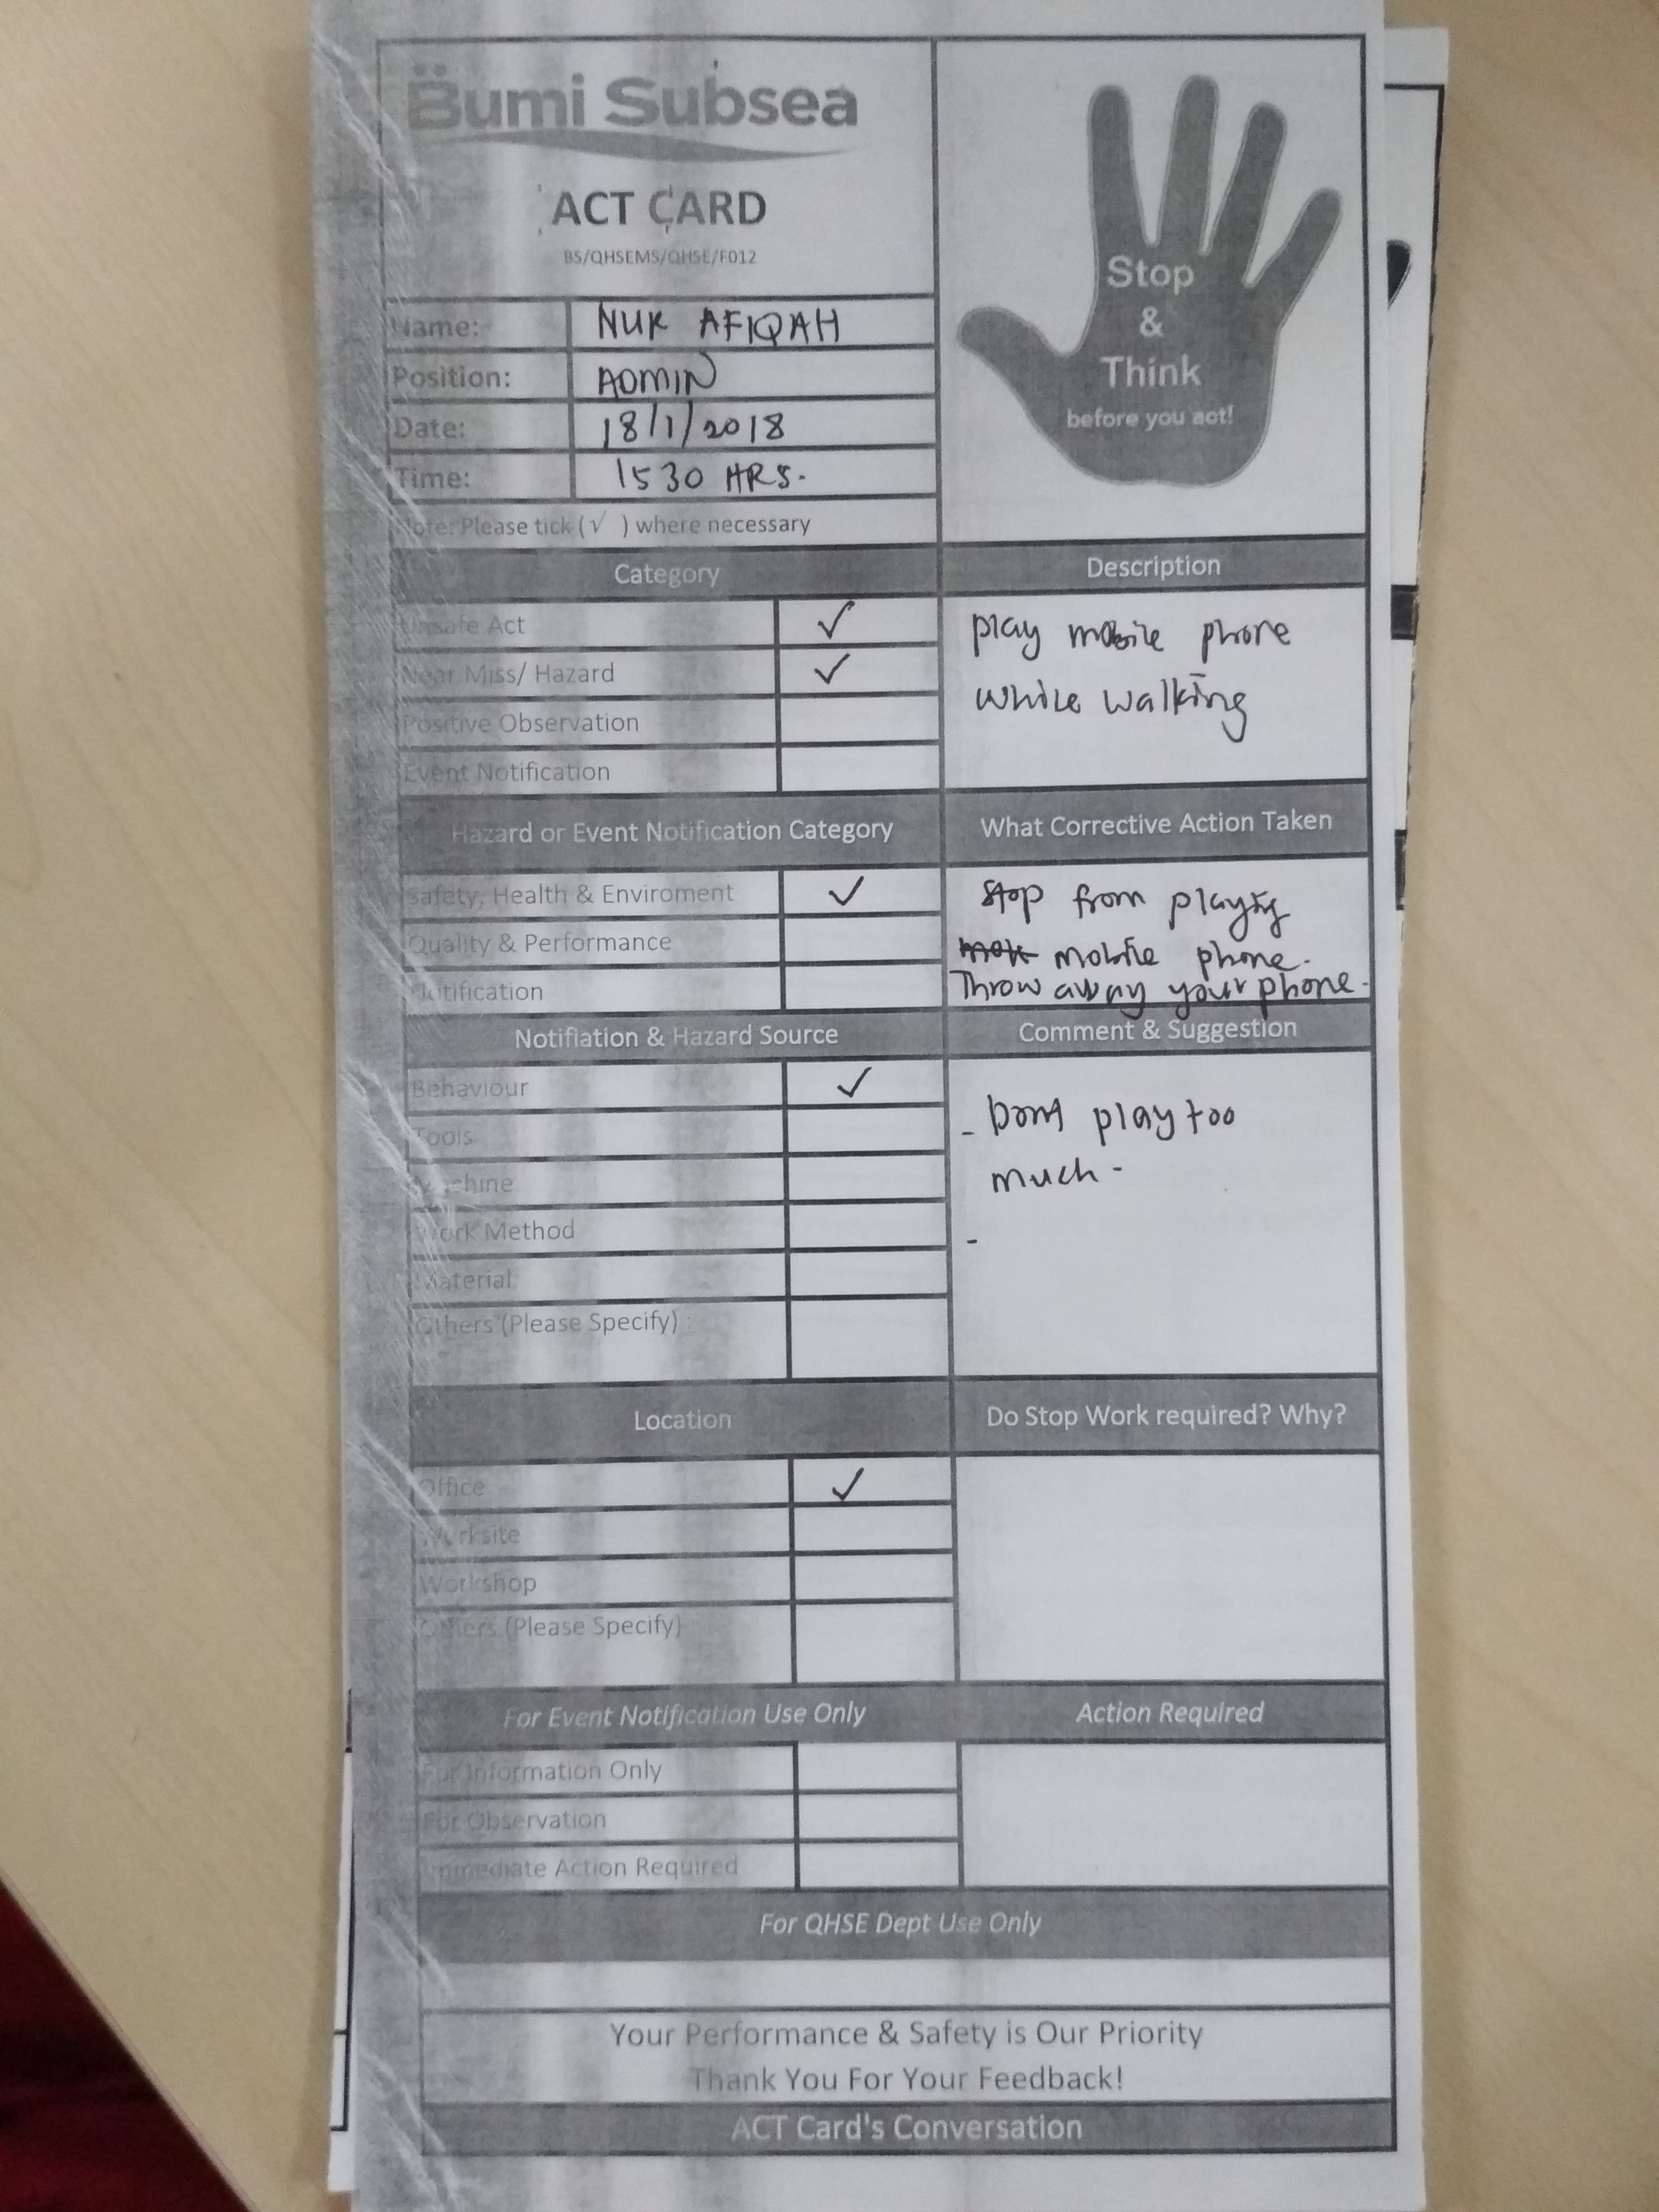 Bumi Subsea
ACT CARD
BS/QHSEMS/QHSE/F012
Stop
&
Think
before you act!
Name: NUR AFIQAH
Position: ADMIN
Date: 18/1/2018
Time: 1530 HRS.
Note: Please tick (√ ) where necessary
Category
Description
Unsafe Act ✓
Near Miss/ Hazard ✓
Positive Observation
Event Notification
play mobile phone
while walking
Hazard or Event Notification Category
What Corrective Action Taken
Safety, Health & Enviroment ✓
Quality & Performance
Notification
Stop from playing
mobile phone.
Throw away your phone.
Notifiation & Hazard Source
Comment & Suggestion
Behaviour ✓
Tools
Machine
Work Method
Material
Others (Please Specify) :
- Dont play too
much -
-
Location
Do Stop Work required? Why?
Office ✓
Worksite
Workshop
Others (Please Specify)
For Event Notification Use Only
Action Required
For Information Only
For Observation
Immediate Action Required
For QHSE Dept Use Only
Your Performance & Safety is Our Priority
Thank You For Your Feedback!
ACT Card's Conversation